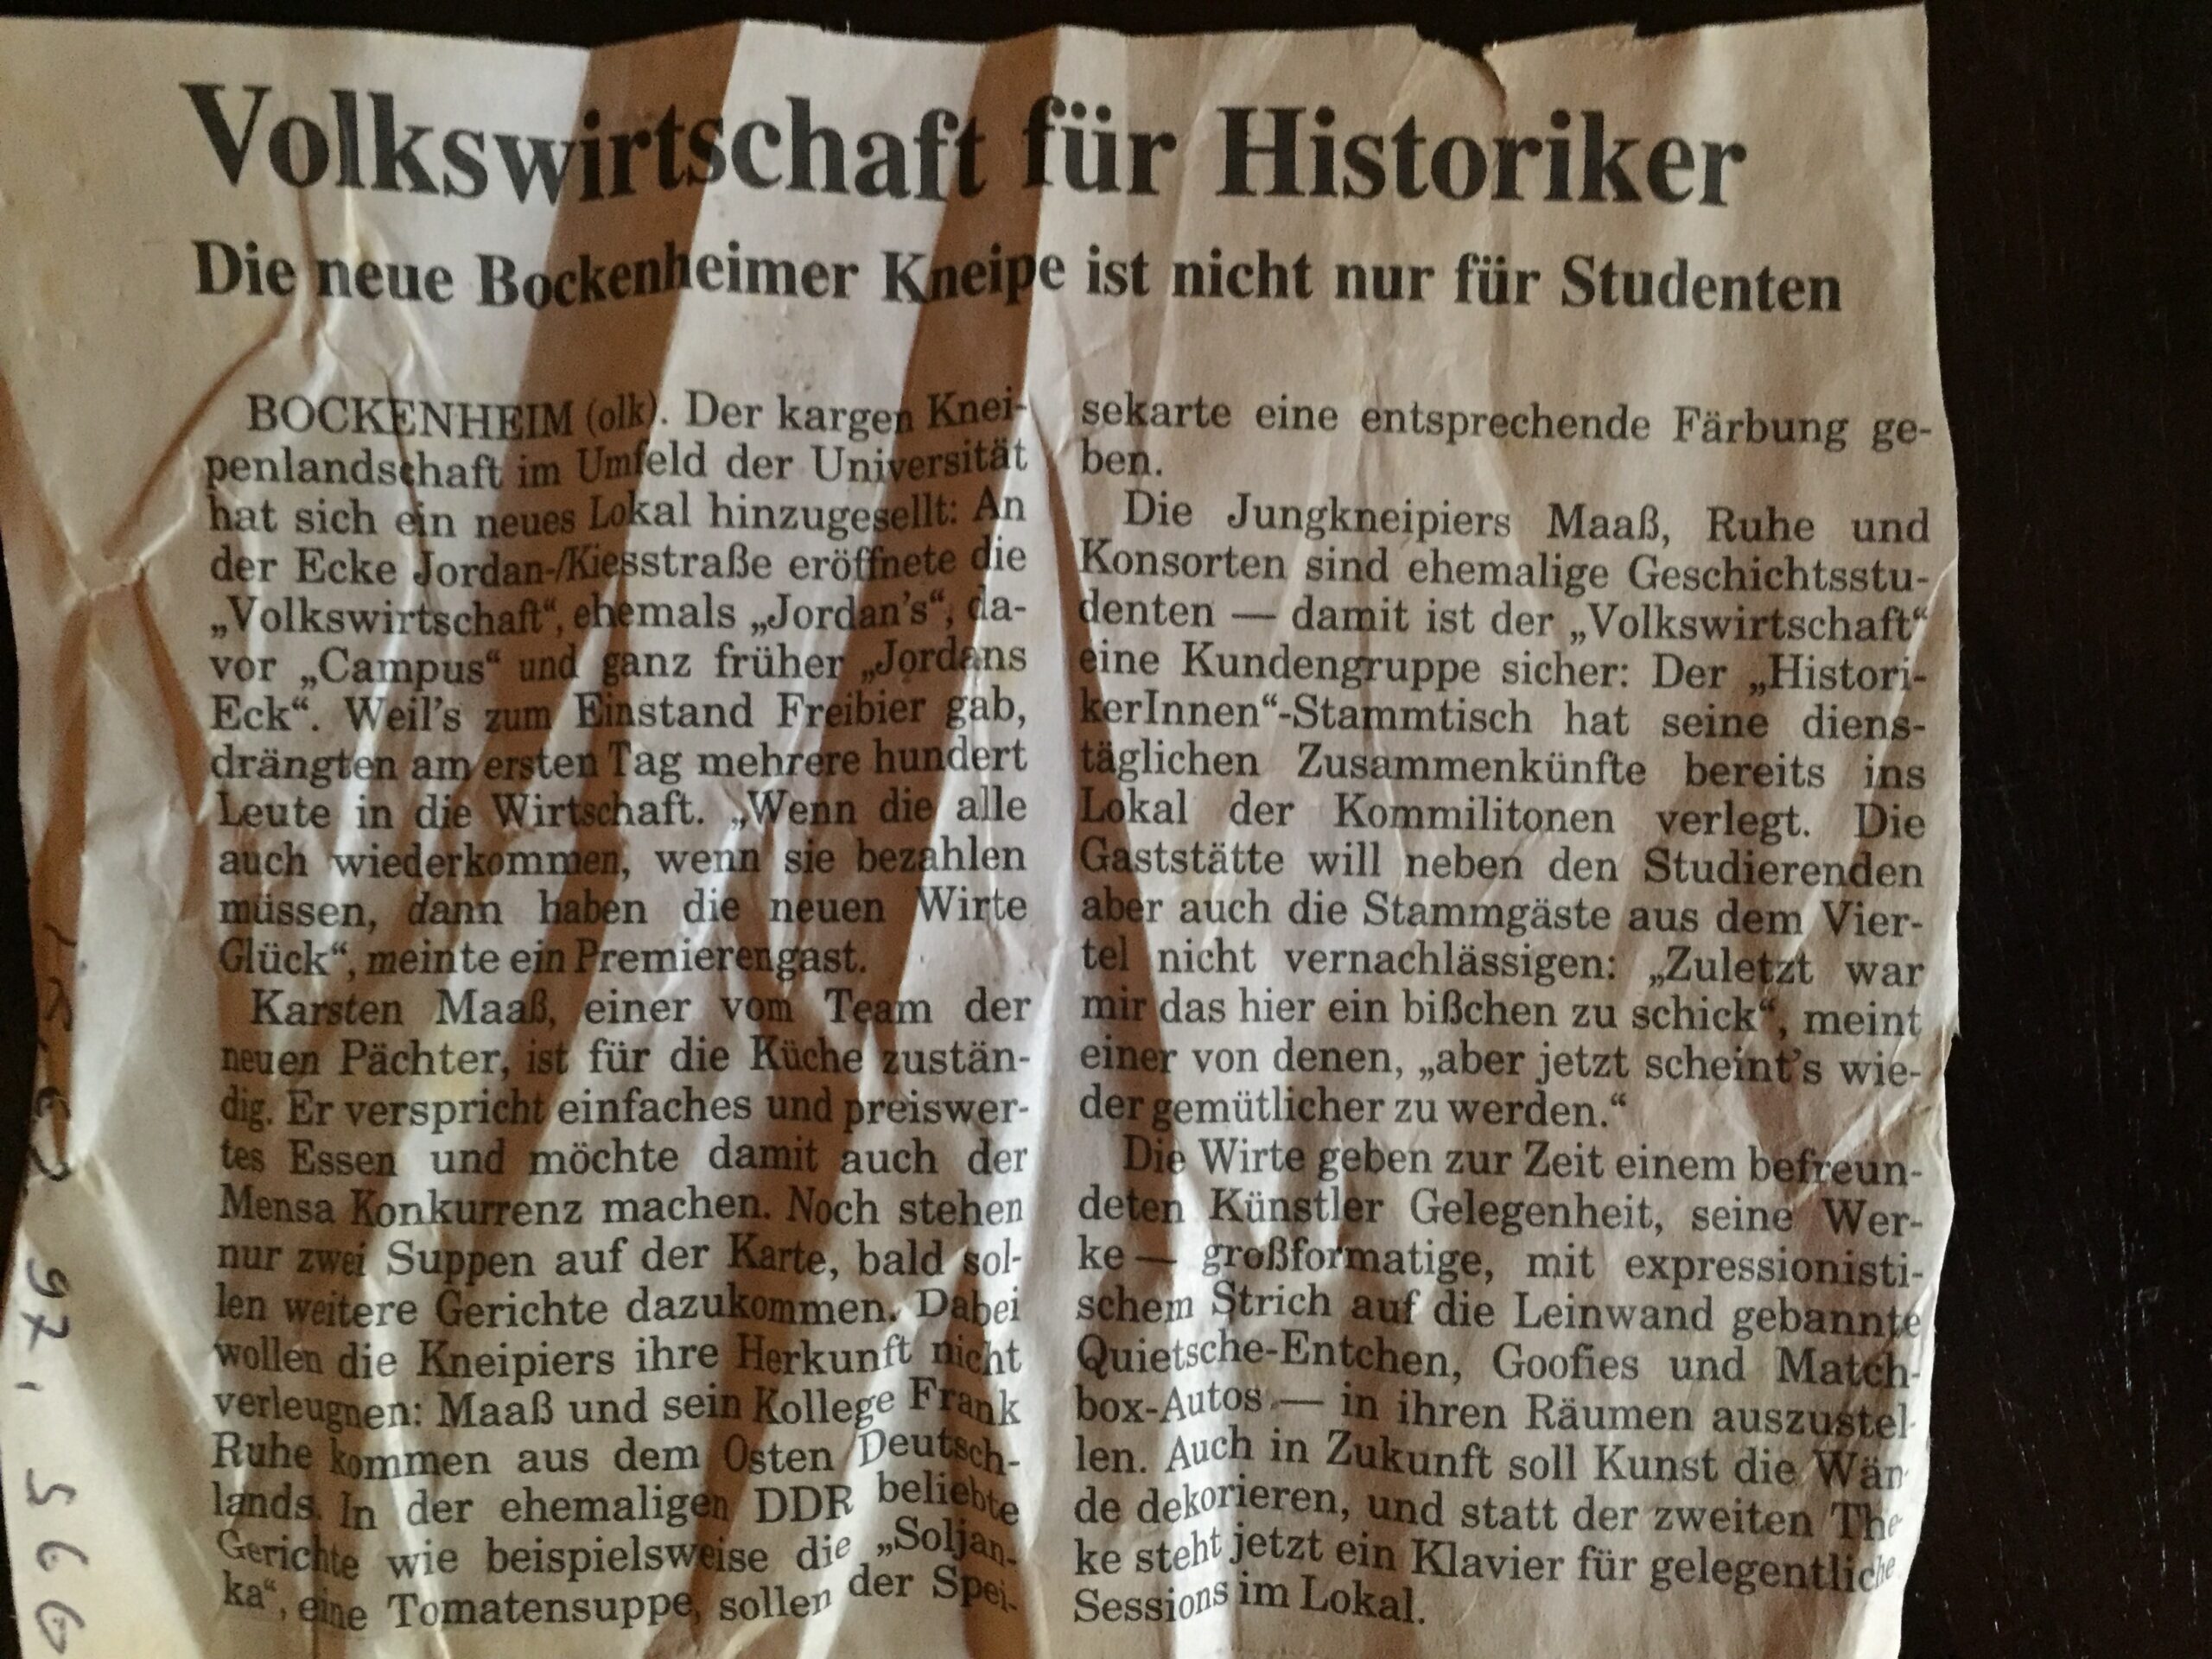 Volkswirtschaft für Historiker
Die neue Bockenheimer Kneipe ist nicht nur für Studenten
BOCKENHEIM (olk). Der kargen Knei-
penlandschaft im Umfeld der Universität
hat sich ein neues Lokal hinzugesellt: An
der Ecke Jordan-/Kiesstraße eröffnete die
„Volkswirtschaft“, ehemals „Jordan's“, da-
vor „Campus“ und ganz früher „Jordans
Eck“. Weil's zum Einstand Freibier gab,
drängten am ersten Tag mehrere hundert
Leute in die Wirtschaft. „Wenn die alle
auch wiederkommen, wenn sie bezahlen
müssen, dann haben die neuen Wirte
Glück“, meinte ein Premierengast.
Karsten Maaß, einer vom Team der
neuen Pächter, ist für die Küche zustän-
dig. Er verspricht einfaches und preiswer-
tes Essen und möchte damit auch der
Mensa Konkurrenz machen. Noch stehen
nur zwei Suppen auf der Karte, bald sol-
len weitere Gerichte dazukommen. Dabei
wollen die Kneipiers ihre Herkunft nicht
verleugnen: Maaß und sein Kollege Frank
Ruhe kommen aus dem Osten Deutsch-
lands. In der ehemaligen DDR beliebte
Gerichte wie beispielsweise die „Soljan-
ka“, eine Tomatensuppe, sollen der Spei-
sekarte eine entsprechende Färbung ge-
ben.
Die Jungkneipiers Maaß, Ruhe und
Konsorten sind ehemalige Geschichtsstu-
denten — damit ist der „Volkswirtschaft“
eine Kundengruppe sicher: Der „Histori-
kerInnen“-Stammtisch hat seine diens-
täglichen Zusammenkünfte bereits ins
Lokal der Kommilitonen verlegt. Die
Gaststätte will neben den Studierenden
aber auch die Stammgäste aus dem Vier-
tel nicht vernachlässigen: „Zuletzt war
mir das hier ein bißchen zu schick“, meint
einer von denen, „aber jetzt scheint's wie-
der gemütlicher zu werden.“
Die Wirte geben zur Zeit einem befreun-
deten Künstler Gelegenheit, seine Wer-
ke — großformatige, mit expressionisti-
schem Strich auf die Leinwand gebannte
Quietsche-Entchen, Goofies und Match-
box-Autos — in ihren Räumen auszustel-
len. Auch in Zukunft soll Kunst die Wän-
de dekorieren, und statt der zweiten The-
ke steht jetzt ein Klavier für gelegentliche
Sessions im Lokal.